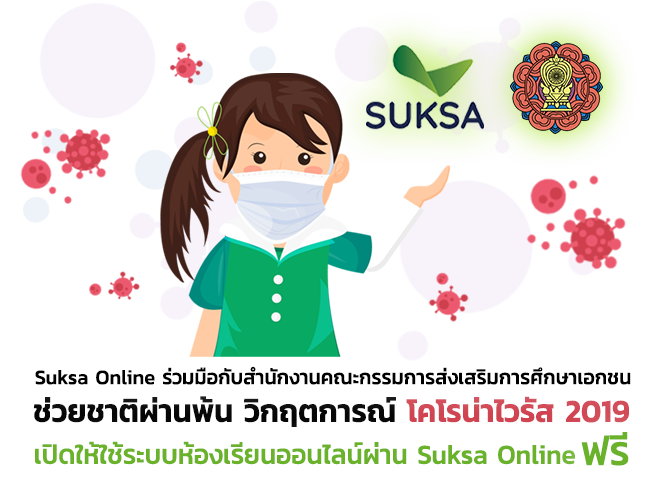 SUKSA
Suksa Online ร่วมมือกับสำนักงานคณะกรรมการส่งเสริมการศึกษาเอกชน
ช่วยชาติผ่านพ้น วิกฤตการณ์ โคโรน่าไวรัส 2019
เปิดให้ใช้ระบบห้องเรียนออนไลน์ผ่าน Suksa Online ฟรี